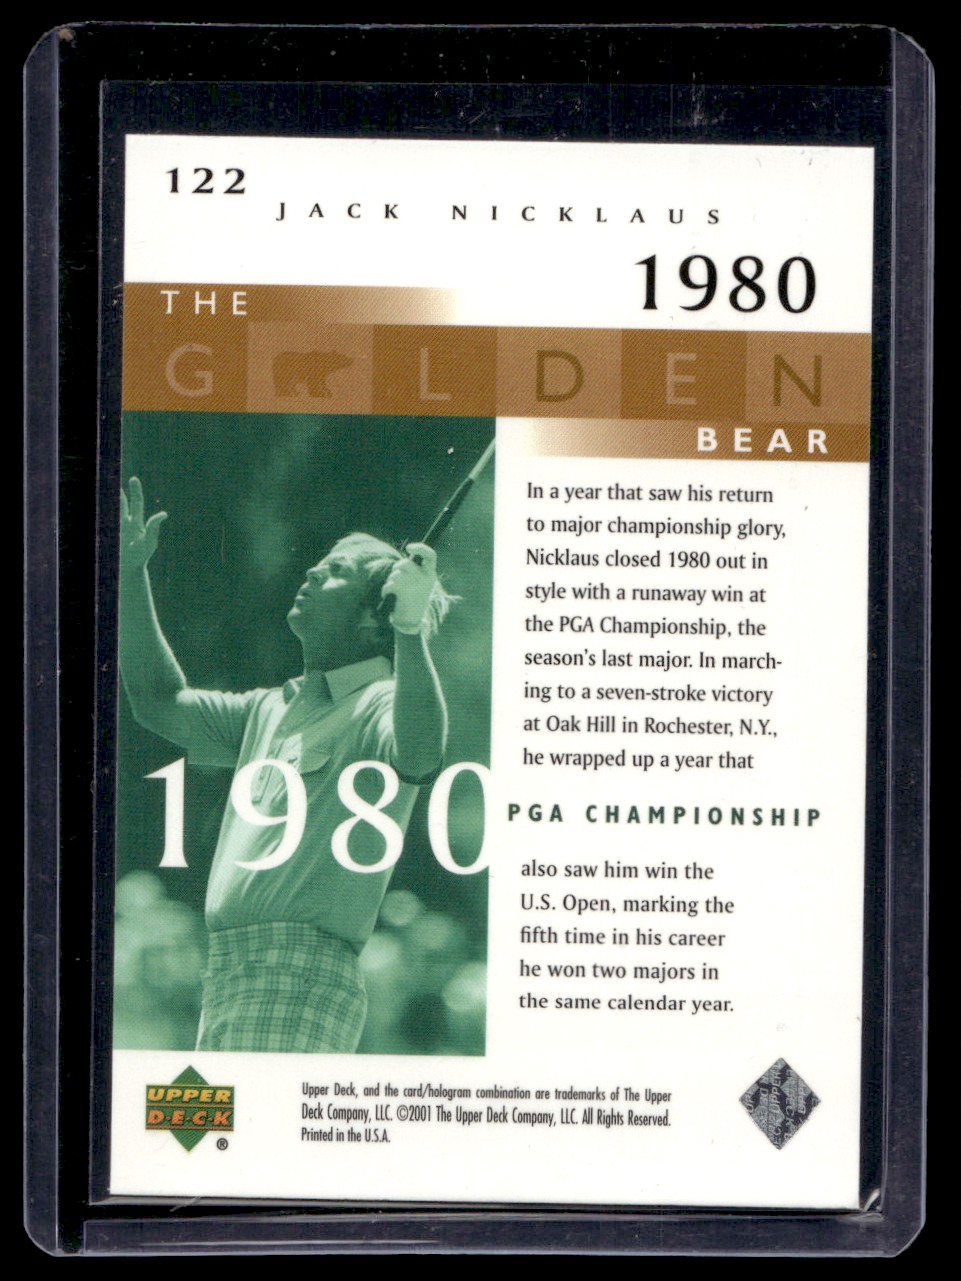 122
JACK NICKLAUS
1980
THE
GOLDEN
BEAR
In a year that saw his return
to major championship glory,
Nicklaus closed 1980 out in
style with a runaway win at
the PGA Championship, the
season's last major. In march-
ing to a seven-stroke victory
at Oak Hill in Rochester, N.Y.,
he wrapped up a year that
1980
PGA CHAMPIONSHIP
also saw him win the
U.S. Open, marking the
fifth time in his career
he won two majors in
the same calendar year.
UPPER
D·E·C·K
®
Upper Deck, and the card/hologram combination are trademarks of The Upper
Deck Company, LLC. ©2001 The Upper Deck Company, LLC. All Rights Reserved.
Printed in the U.S.A.